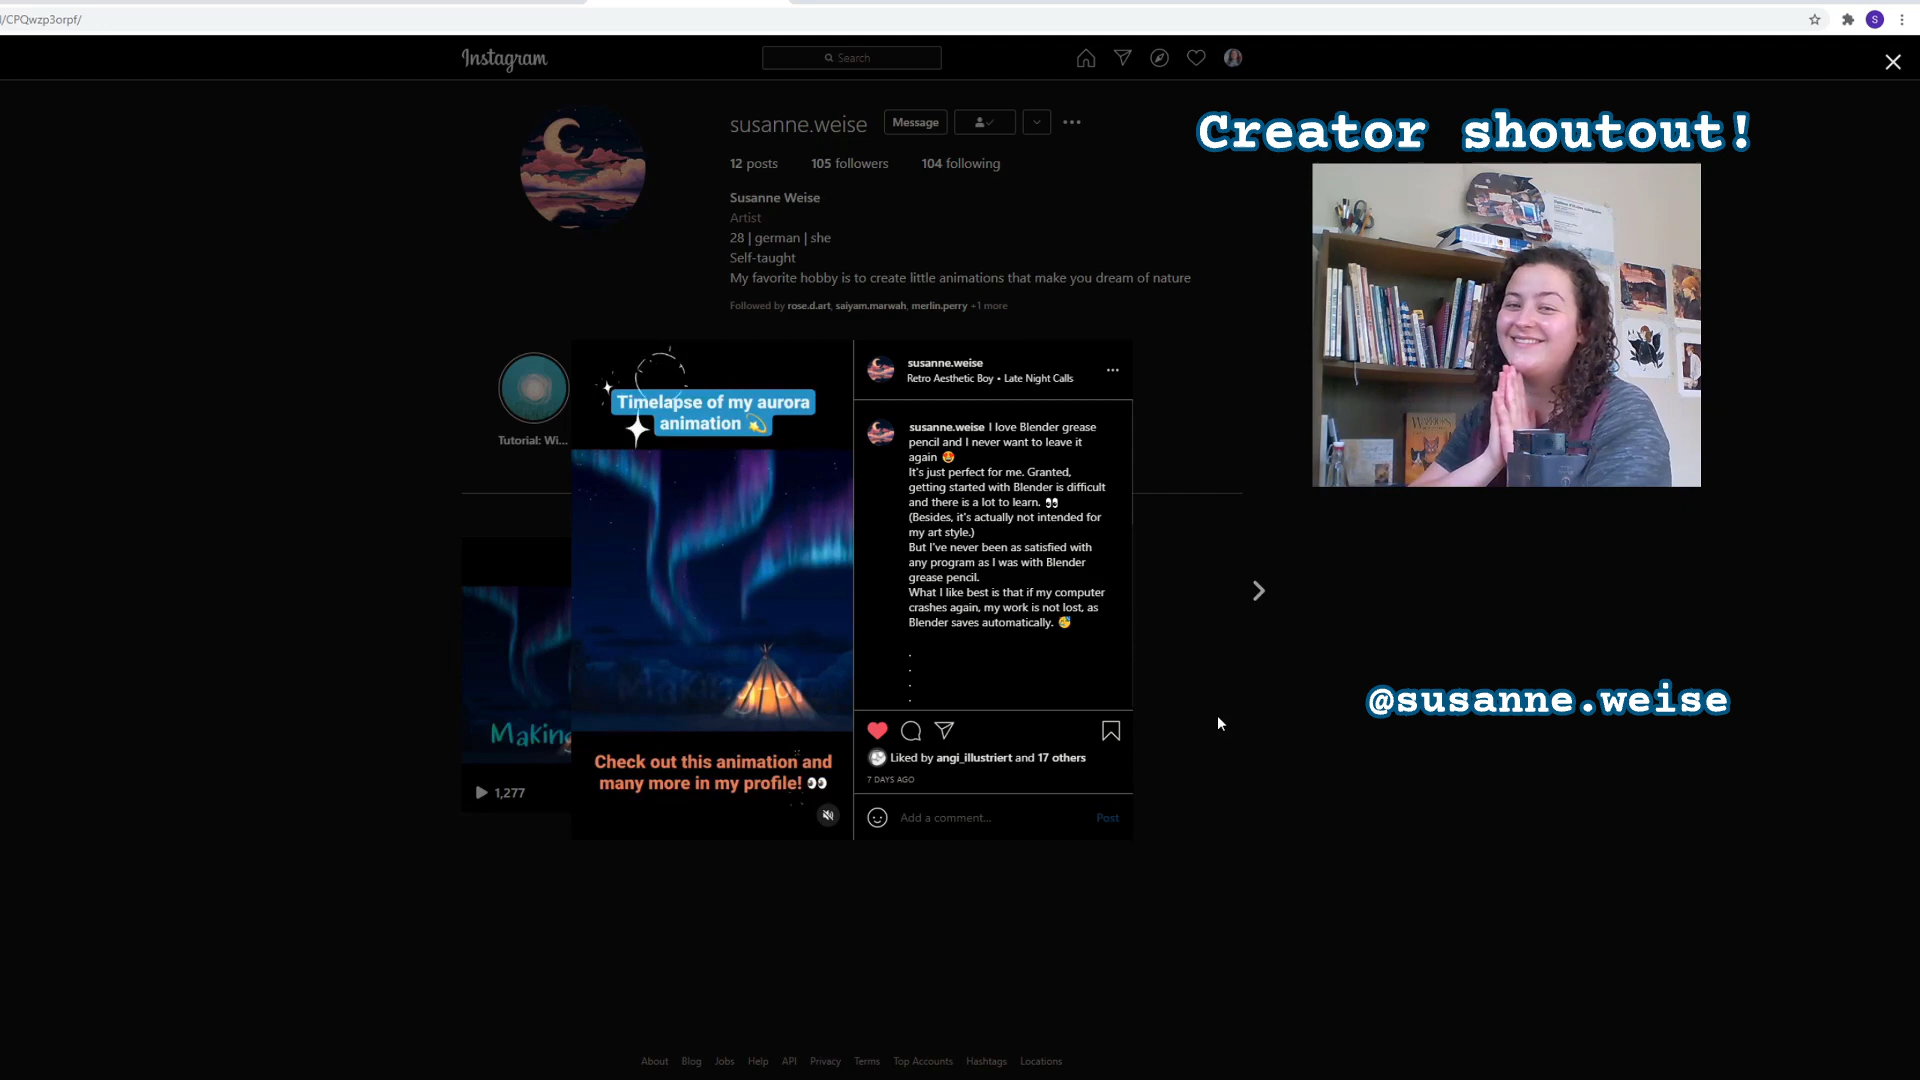 l/CPQwzp3orpf/
S
Instagram
Search
susanne.weise
Message
12 posts 105 followers 104 following
Susanne Weise
Artist
28 | german | she
Self-taught
My favorite hobby is to create little animations that make you dream of nature
Followed by rose.d.art, saiyam.marwah, merlin.perry +1 more
Tutorial: Wi...
Creator shoutout!
WARRIORS
Timelapse of my aurora
animation 💫
Making-of
Check out this animation and
many more in my profile! 👀
Making
1,277
susanne.weise
Retro Aesthetic Boy • Late Night Calls
susanne.weise I love Blender grease
pencil and I never want to leave it
again 😍
It's just perfect for me. Granted,
getting started with Blender is difficult
and there is a lot to learn. 👀
(Besides, it's actually not intended for
my art style.)
But I've never been as satisfied with
any program as I was with Blender
grease pencil.
What I like best is that if my computer
crashes again, my work is not lost, as
Blender saves automatically. 🥳
.
.
.
.
Liked by angi_illustriert and 17 others
7 DAYS AGO
Add a comment...
Post
@susanne.weise
About Blog Jobs Help API Privacy Terms Top Accounts Hashtags Locations